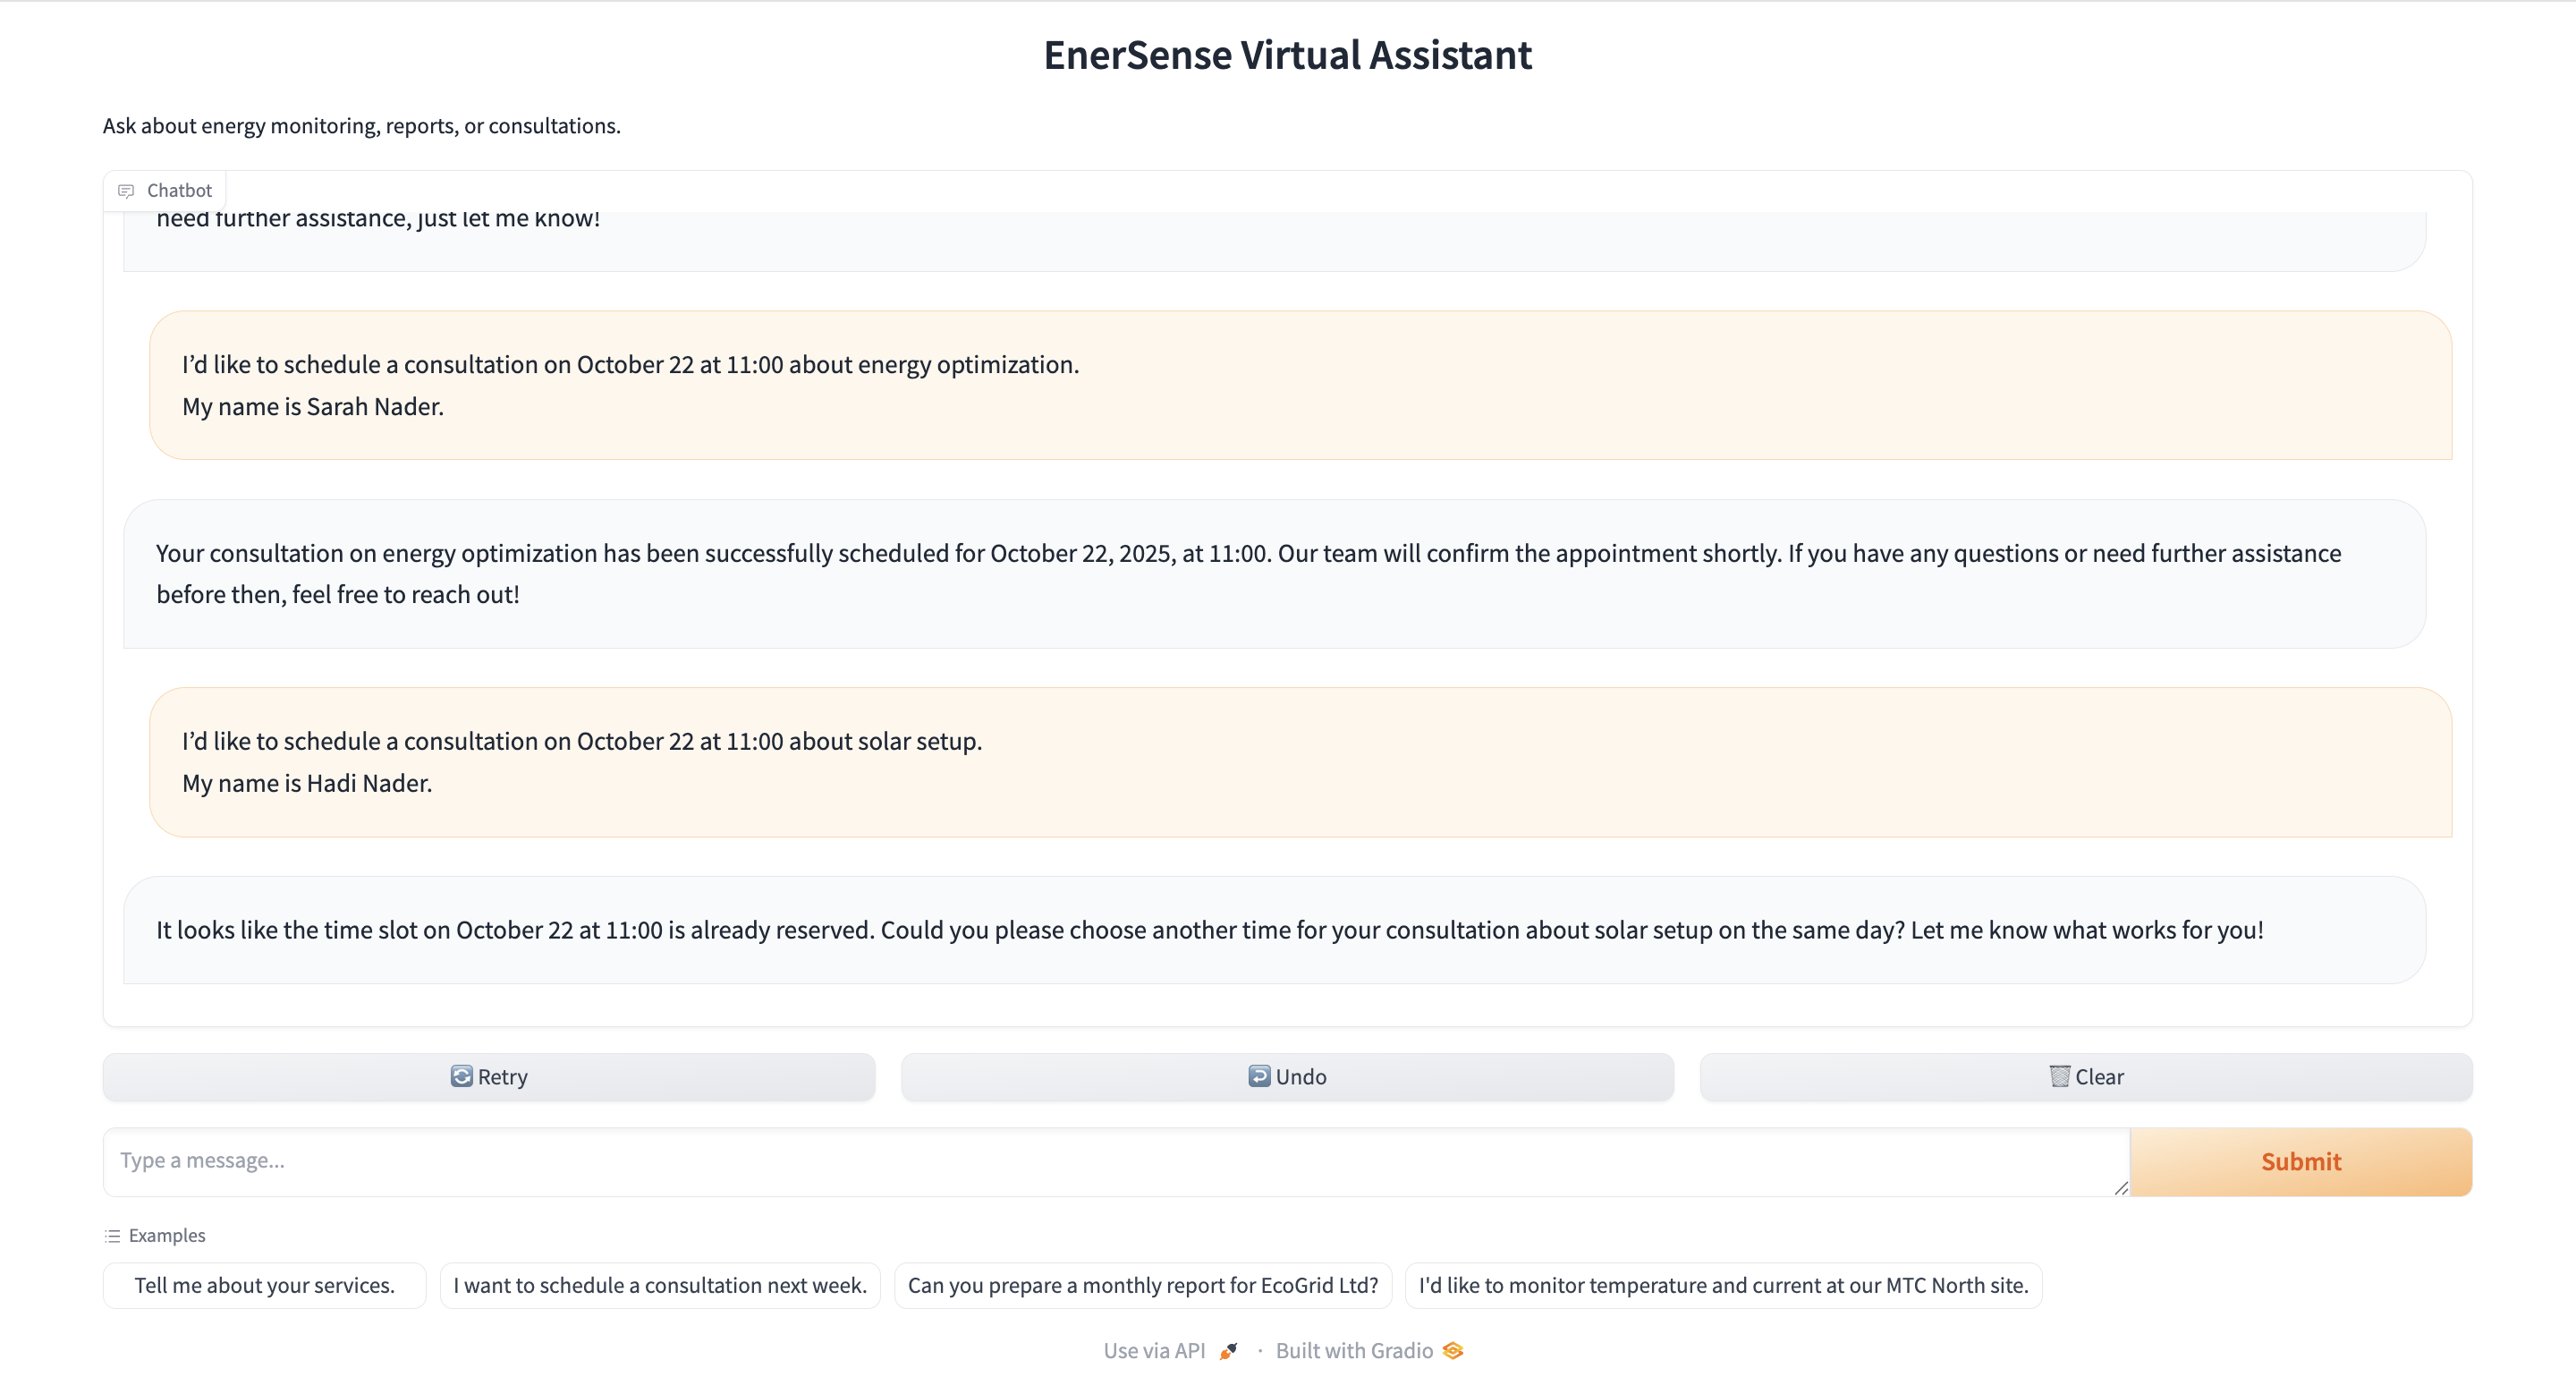 EnerSense Virtual Assistant
Ask about energy monitoring, reports, or consultations.
Chatbot
need further assistance, just let me know!
I’d like to schedule a consultation on October 22 at 11:00 about energy optimization.
My name is Sarah Nader.
Your consultation on energy optimization has been successfully scheduled for October 22, 2025, at 11:00. Our team will confirm the appointment shortly. If you have any questions or need further assistance
before then, feel free to reach out!
I’d like to schedule a consultation on October 22 at 11:00 about solar setup.
My name is Hadi Nader.
It looks like the time slot on October 22 at 11:00 is already reserved. Could you please choose another time for your consultation about solar setup on the same day? Let me know what works for you!
Retry Undo Clear
Type a message...
Submit
Examples
Tell me about your services. I want to schedule a consultation next week. Can you prepare a monthly report for EcoGrid Ltd? I'd like to monitor temperature and current at our MTC North site.
Use via API · Built with Gradio